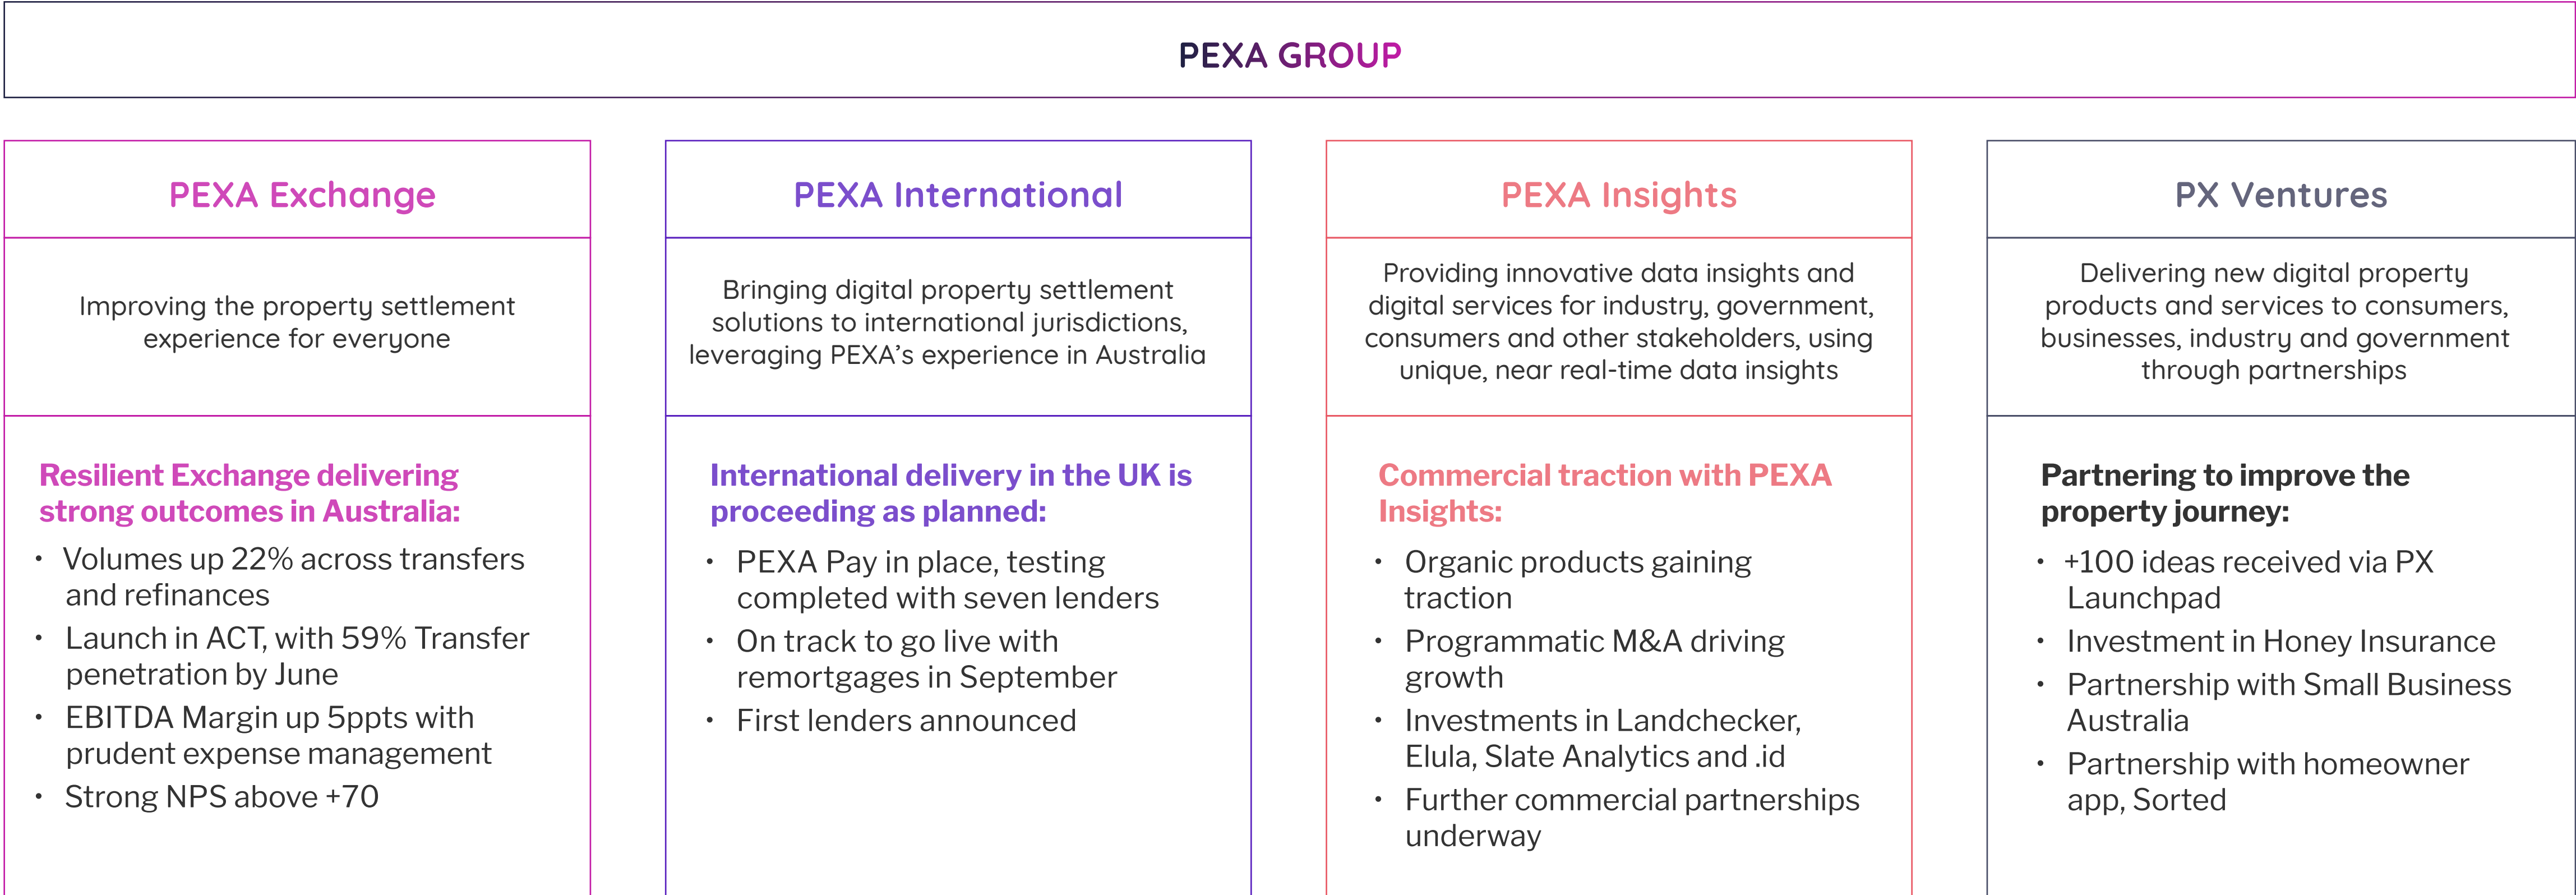 PEXA GROUP
PEXA Exchange
Improving the property settlement
experience for everyone
Resilient Exchange delivering
strong outcomes in Australia:
• Volumes up 22% across transfers
and refinances
• Launch in ACT, with 59% Transfer
penetration by June
• EBITDA Margin up 5ppts with
prudent expense management
• Strong NPS above +70
PEXA International
Bringing digital property settlement
solutions to international jurisdictions,
leveraging PEXA’s experience in Australia
International delivery in the UK is
proceeding as planned:
• PEXA Pay in place, testing
completed with seven lenders
• On track to go live with
remortgages in September
• First lenders announced
PEXA Insights
Providing innovative data insights and
digital services for industry, government,
consumers and other stakeholders, using
unique, near real-time data insights
Commercial traction with PEXA
Insights:
• Organic products gaining
traction
• Programmatic M&A driving
growth
• Investments in Landchecker,
Elula, Slate Analytics and .id
• Further commercial partnerships
underway
PX Ventures
Delivering new digital property
products and services to consumers,
businesses, industry and government
through partnerships
Partnering to improve the
property journey:
• +100 ideas received via PX
Launchpad
• Investment in Honey Insurance
• Partnership with Small Business
Australia
• Partnership with homeowner
app, Sorted